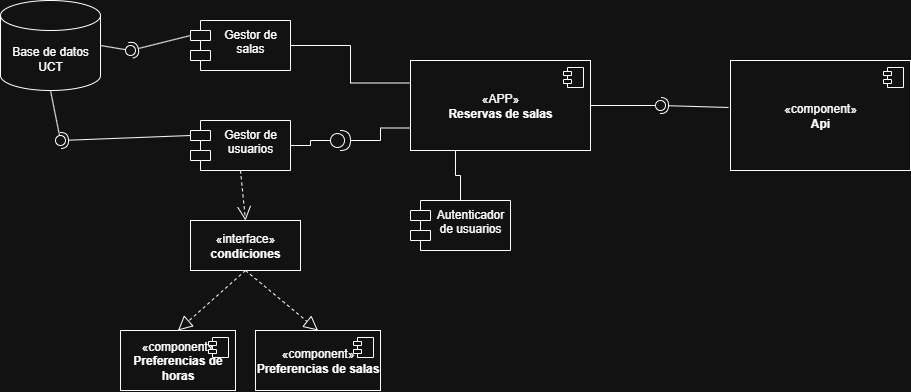 Base de datos
UCT
Gestor de
salas
«APP»
Reservas de salas
«component»
Api
Gestor de
usuarios
Autenticador
de usuarios
«interface»
condiciones
«component»
Preferencias de
horas
«component»
Preferencias de salas